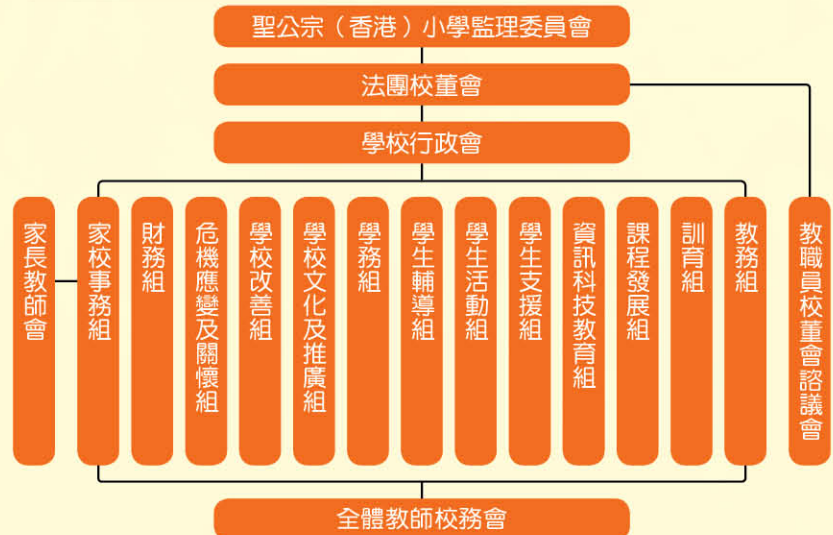 聖公宗（香港）小學監理委員會
法團校董會
學校行政會
家長教師會
家校事務組
財務組
危機應變及關懷組
學校改善組
學校文化及推廣組
學務組
學生輔導組
學生活動組
學生支援組
資訊科技教育組
課程發展組
訓育組
教務組
教職員校董會諮議會
全體教師校務會